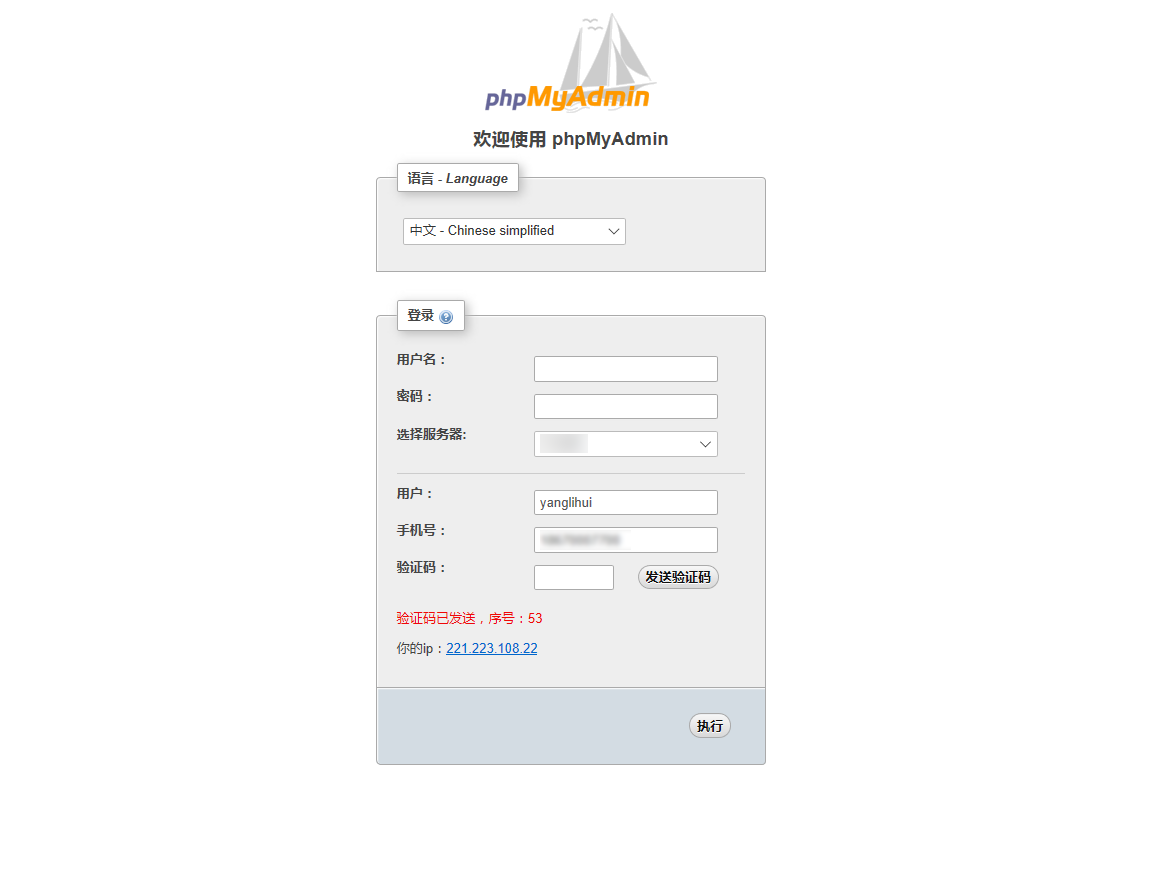 phpMyAdmin
欢迎使用 phpMyAdmin
语言 - Language
中文 - Chinese simplified
登录
用户名：
密码：
选择服务器:
用户：
yanglihui
手机号：
验证码：
发送验证码
验证码已发送，序号：53
你的ip：221.223.108.22
执行